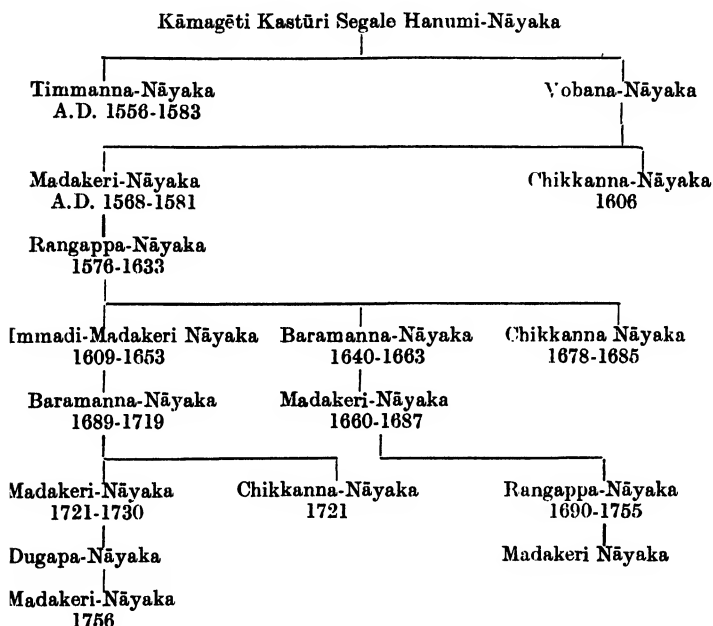 Kāmagēti Kastūri Segale Hanumi-Nāyaka
Timmanna-Nāyaka Vobana-Nāyaka
A.D. 1556-1583
Madakeri-Nāyaka Chikkanna-Nāyaka
A.D. 1568-1581 1606
Rangappa-Nāyaka
1576-1633
Immadi-Madakeri Nāyaka Baramanna-Nāyaka Chikkanna Nāyaka
1609-1653 1640-1663 1678-1685
Baramanna-Nāyaka Madakeri-Nāyaka
1689-1719 1660-1687
Madakeri-Nāyaka Chikkanna-Nāyaka Rangappa-Nāyaka
1721-1730 1721 1690-1755
Dugapa-Nāyaka Madakeri Nāyaka
Madakeri-Nāyaka
1756